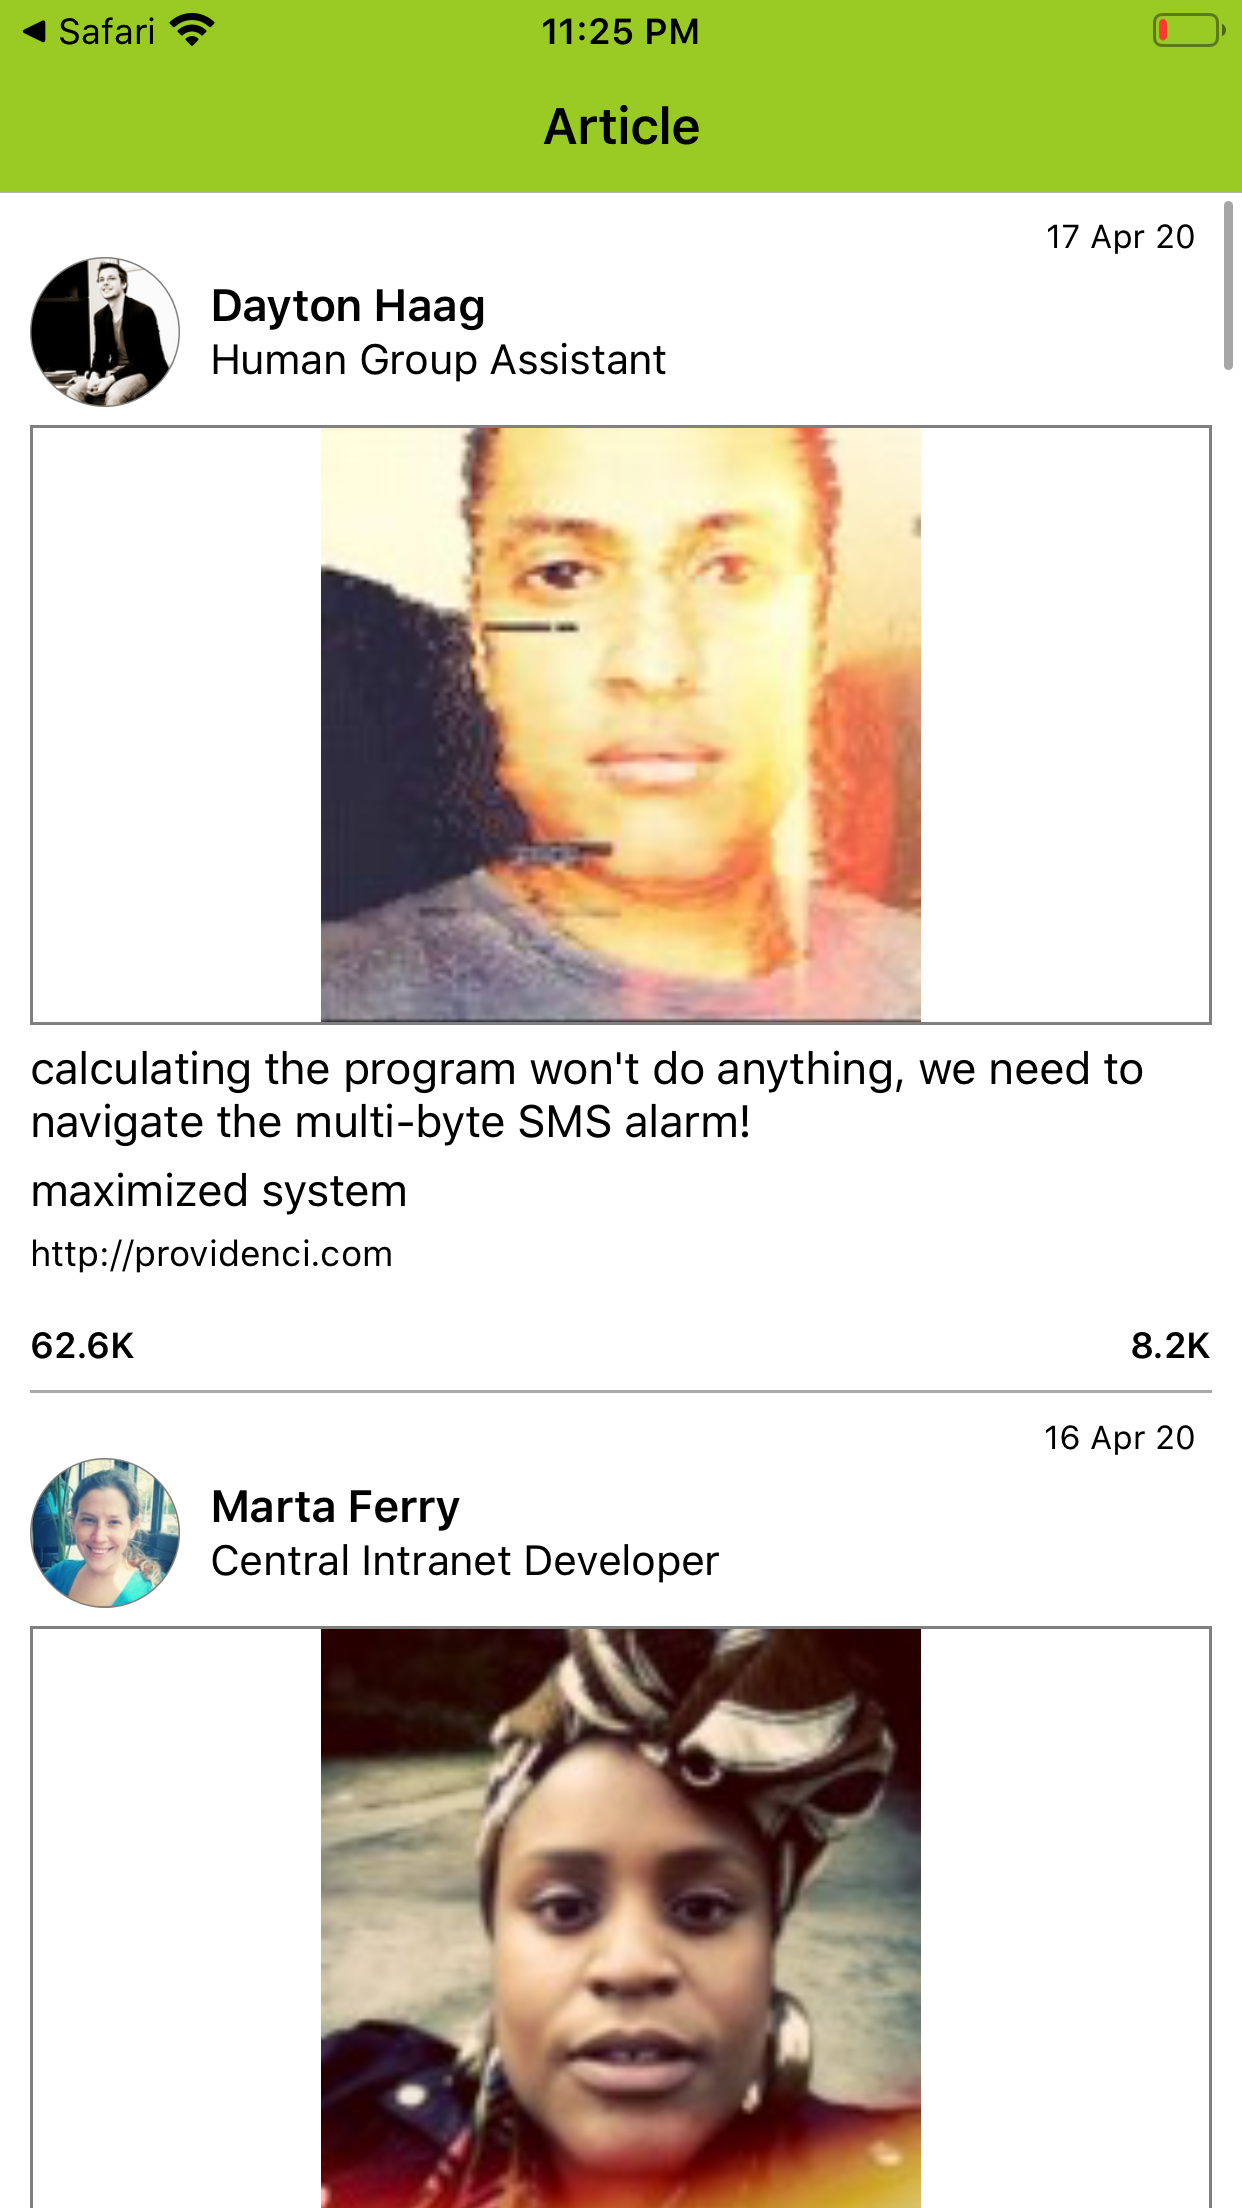 Safari
11:25 PM
Article
17 Apr 20
Dayton Haag
Human Group Assistant
calculating the program won't do anything, we need to
navigate the multi-byte SMS alarm!
maximized system
http://providenci.com
62.6K
8.2K
16 Apr 20
Marta Ferry
Central Intranet Developer